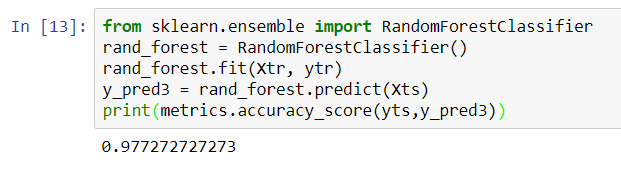 In [13]: from sklearn.ensemble import RandomForestClassifier
rand_forest = RandomForestClassifier()
rand_forest.fit(Xtr, ytr)
y_pred3 = rand_forest.predict(Xts)
print(metrics.accuracy_score(yts,y_pred3))
0.977272727273